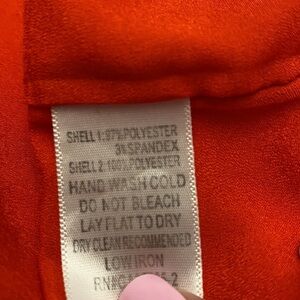 SHELL 1: 97% POLYESTER
3% SPANDEX
SHELL 2: 100% POLYESTER
HAND WASH COLD
DO NOT BLEACH
LAY FLAT TO DRY
DRY CLEAN RECOMMENDED
LOW IRON